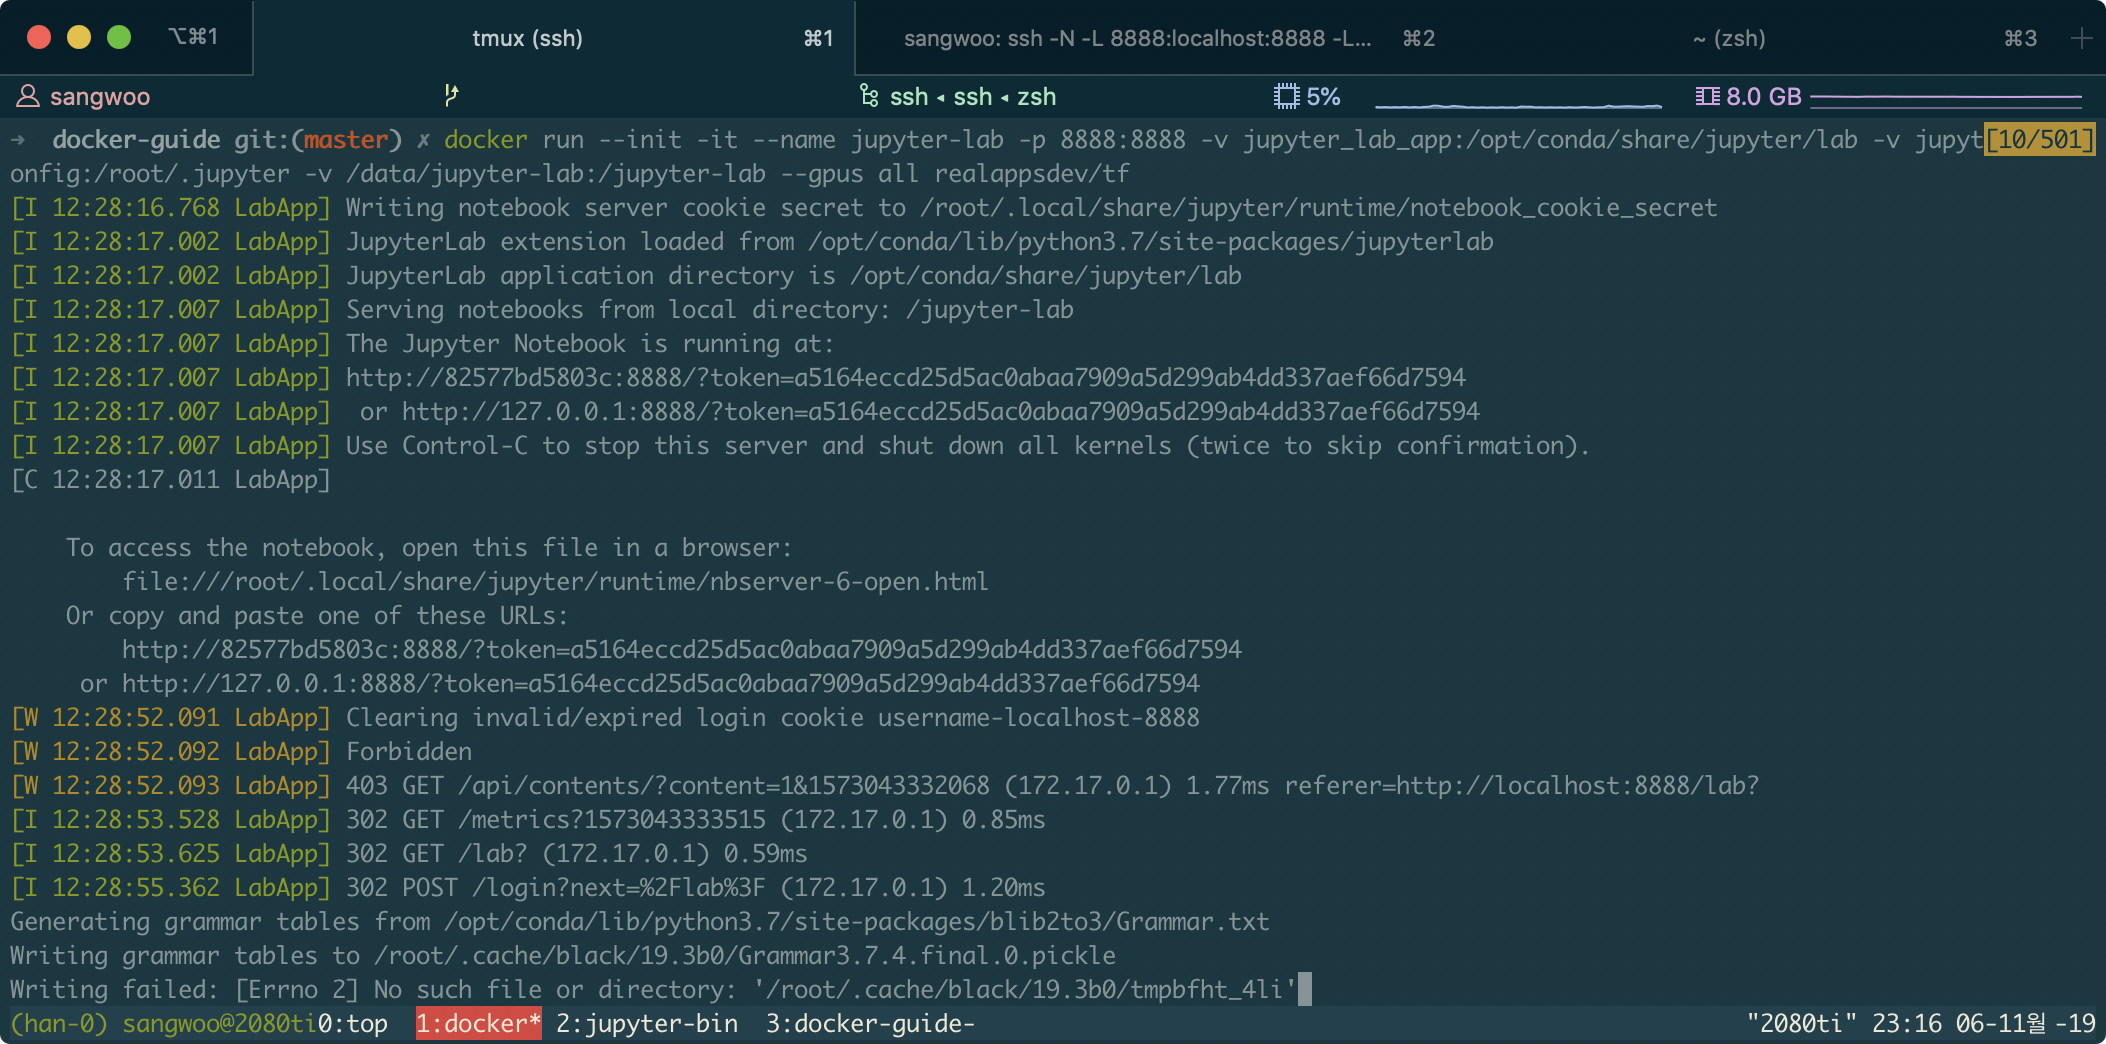 ⌥⌘1 tmux (ssh) ⌘1 sangwoo: ssh -N -L 8888:localhost:8888 -L... ⌘2 ~ (zsh) ⌘3 +
sangwoo ssh ◂ ssh ◂ zsh 5% 8.0 GB
→ docker-guide git:(master) ✗ docker run --init -it --name jupyter-lab -p 8888:8888 -v jupyter_lab_app:/opt/conda/share/jupyter/lab -v jupyt[10/501]
onfig:/root/.jupyter -v /data/jupyter-lab:/jupyter-lab --gpus all realappsdev/tf
[I 12:28:16.768 LabApp] Writing notebook server cookie secret to /root/.local/share/jupyter/runtime/notebook_cookie_secret
[I 12:28:17.002 LabApp] JupyterLab extension loaded from /opt/conda/lib/python3.7/site-packages/jupyterlab
[I 12:28:17.002 LabApp] JupyterLab application directory is /opt/conda/share/jupyter/lab
[I 12:28:17.007 LabApp] Serving notebooks from local directory: /jupyter-lab
[I 12:28:17.007 LabApp] The Jupyter Notebook is running at:
[I 12:28:17.007 LabApp] http://82577bd5803c:8888/?token=a5164eccd25d5ac0abaa7909a5d299ab4dd337aef66d7594
[I 12:28:17.007 LabApp]  or http://127.0.0.1:8888/?token=a5164eccd25d5ac0abaa7909a5d299ab4dd337aef66d7594
[I 12:28:17.007 LabApp] Use Control-C to stop this server and shut down all kernels (twice to skip confirmation).
[C 12:28:17.011 LabApp]
    To access the notebook, open this file in a browser:
        file:///root/.local/share/jupyter/runtime/nbserver-6-open.html
    Or copy and paste one of these URLs:
        http://82577bd5803c:8888/?token=a5164eccd25d5ac0abaa7909a5d299ab4dd337aef66d7594
     or http://127.0.0.1:8888/?token=a5164eccd25d5ac0abaa7909a5d299ab4dd337aef66d7594
[W 12:28:52.091 LabApp] Clearing invalid/expired login cookie username-localhost-8888
[W 12:28:52.092 LabApp] Forbidden
[W 12:28:52.093 LabApp] 403 GET /api/contents/?content=1&1573043332068 (172.17.0.1) 1.77ms referer=http://localhost:8888/lab?
[I 12:28:53.528 LabApp] 302 GET /metrics?1573043333515 (172.17.0.1) 0.85ms
[I 12:28:53.625 LabApp] 302 GET /lab? (172.17.0.1) 0.59ms
[I 12:28:55.362 LabApp] 302 POST /login?next=%2Flab%3F (172.17.0.1) 1.20ms
Generating grammar tables from /opt/conda/lib/python3.7/site-packages/blib2to3/Grammar.txt
Writing grammar tables to /root/.cache/black/19.3b0/Grammar3.7.4.final.0.pickle
Writing failed: [Errno 2] No such file or directory: '/root/.cache/black/19.3b0/tmpbfht_4li'
(han-0) sangwoo@2080ti0:top  1:docker* 2:jupyter-bin  3:docker-guide- "2080ti" 23:16 06-11월 -19